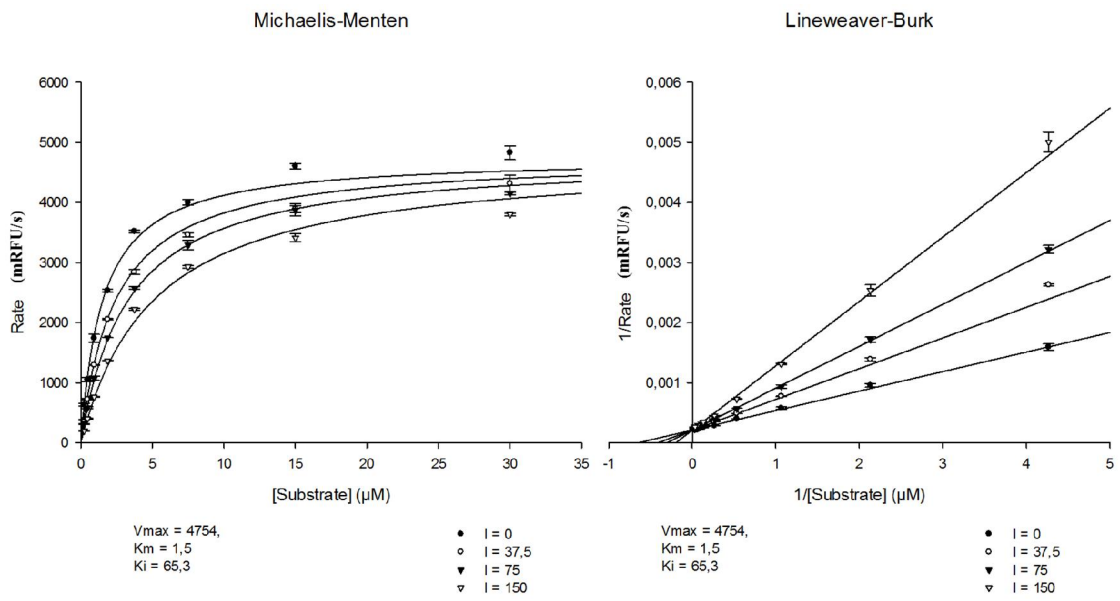 Michaelis-Menten
Rate (mRFU/s)
6000
5000
4000
3000
2000
1000
0
0 5 10 15 20 25 30 35
[Substrate] (µM)
Vmax = 4754,
Km = 1,5
Ki = 65,3
I = 0
I = 37,5
I = 75
I = 150
Lineweaver-Burk
1/Rate (mRFU/s)
0,006
0,005
0,004
0,003
0,002
0,001
-1 0 1 2 3 4 5
1/[Substrate] (µM)
Vmax = 4754,
Km = 1,5
Ki = 65,3
I = 0
I = 37,5
I = 75
I = 150